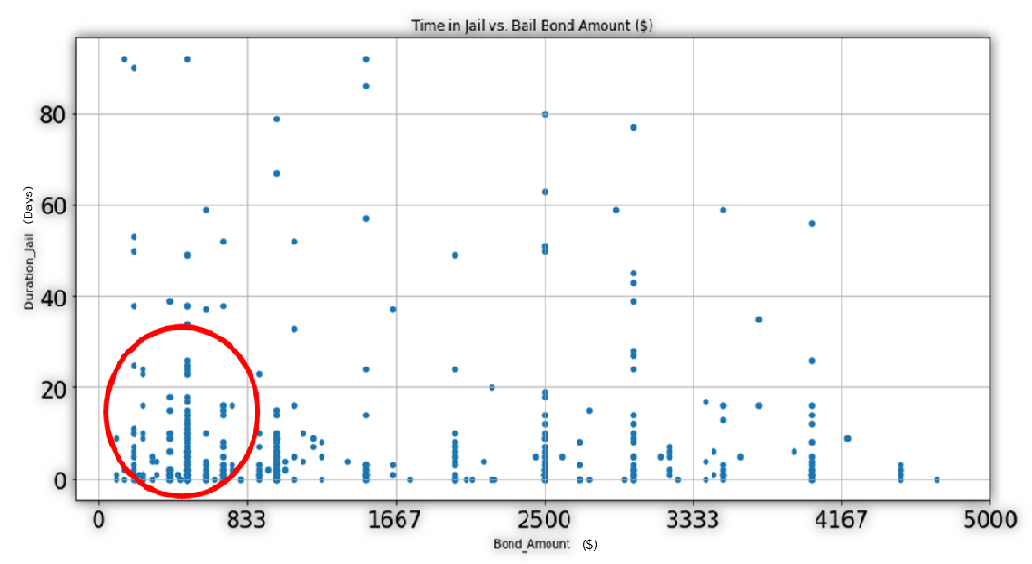 Time in Jail vs. Bail Bond Amount ($)
80
60
40
20
0
Duration_Jail (Days)
0 833 1667 2500 3333 4167 5000
Bond_Amount ($)